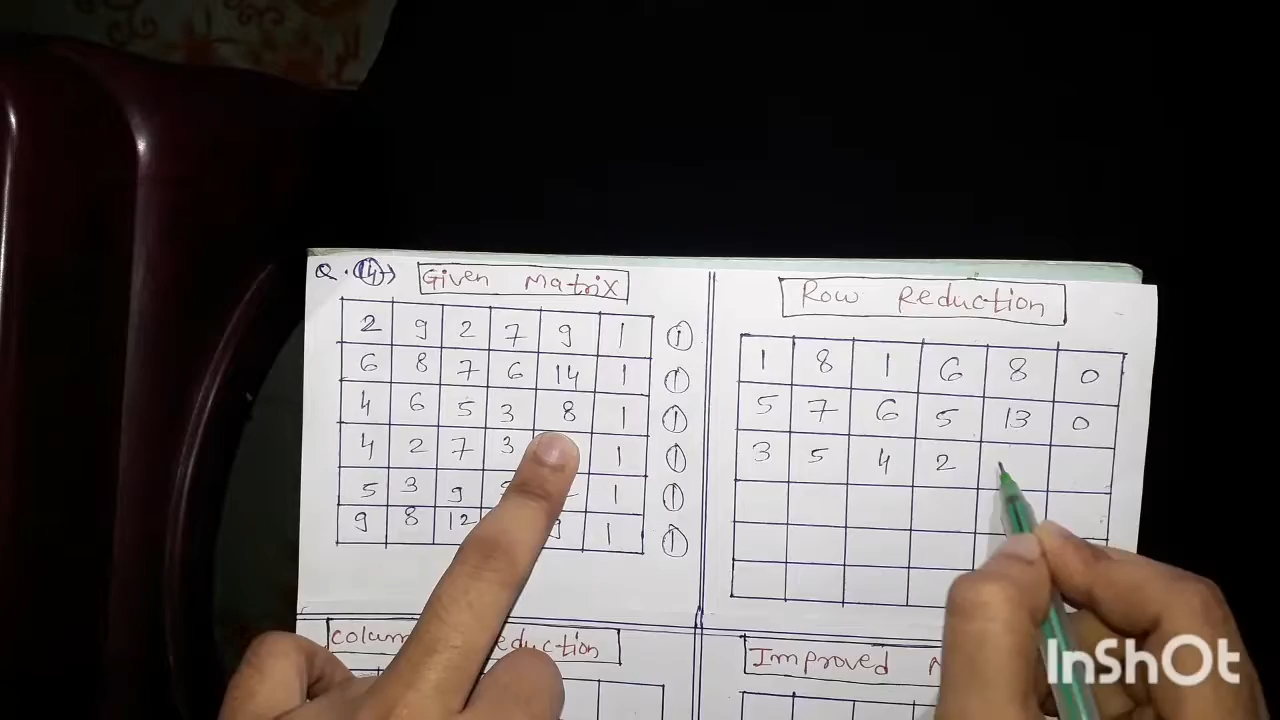 Q. 14→ Given Matrix
2 9 2 7 9 1 1
6 8 7 6 14 1 1
4 6 5 3 8 1 1
4 2 7 3 1 1
5 3 9 1 1
9 8 12 9 1 1
Row Reduction
1 8 1 6 8 0
5 7 6 5 13 0
3 5 4 2
Improved
InShOt